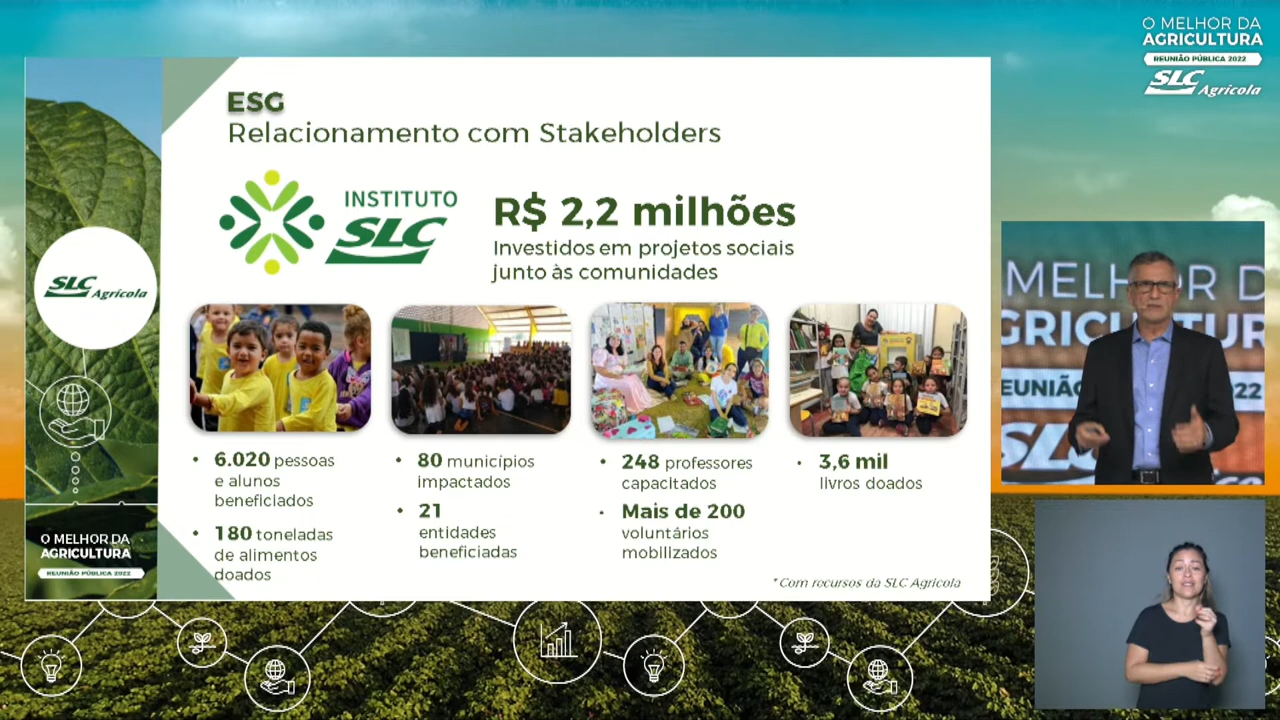 O MELHOR DA
AGRICULTURA
REUNIÃO PÚBLICA 2022
SLC Agrícola
ESG
Relacionamento com Stakeholders
INSTITUTO
SLC
R$ 2,2 milhões
Investidos em projetos sociais
junto às comunidades
SLC Agrícola
• 6.020 pessoas
e alunos
beneficiados
• 180 toneladas
de alimentos
doados
• 80 municípios
impactados
• 21
entidades
beneficiadas
• 248 professores
capacitados
• Mais de 200
voluntários
mobilizados
• 3,6 mil
livros doados
*Com recursos da SLC Agrícola
O MELHOR DA
AGRICULTURA
REUNIÃO PÚBLICA 2022
MELHOR D
GRICULTUR
EUNIÃO
22
SLC